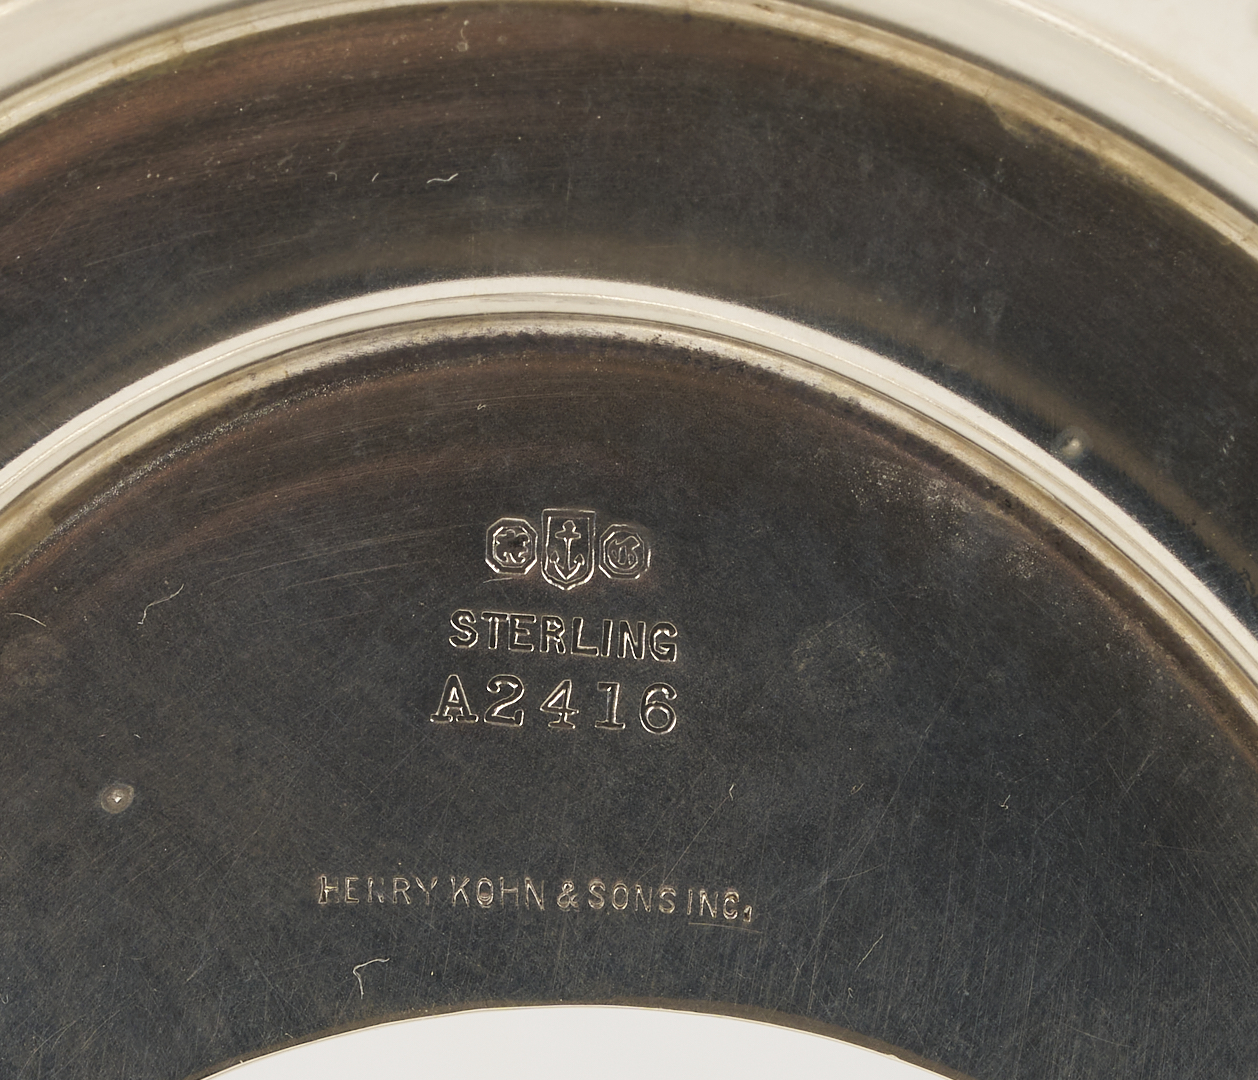 STERLING
A2416
HENRY KOHN & SONS INC.